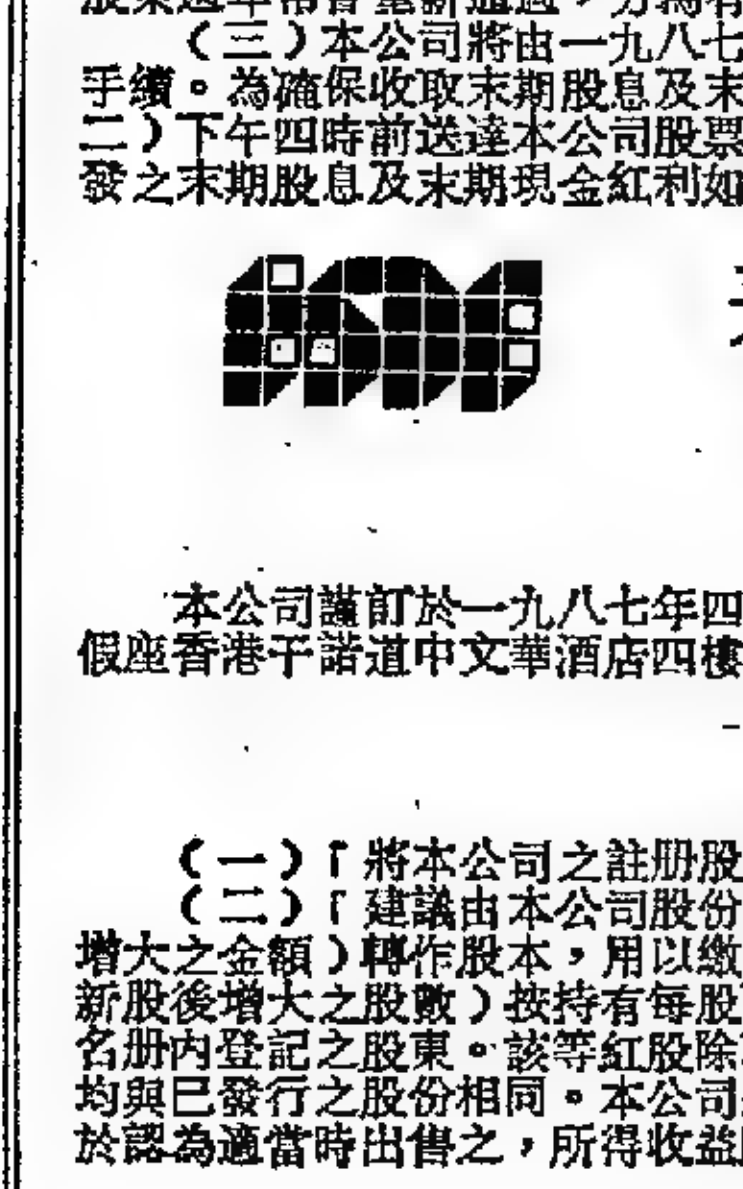 （三）本公司將由一九八七
手續。為確保收取末期股息及末
二）下午四時前送達本公司股票
發之末期股息及末期現金紅利如
本公司謹訂於一九八七年四
假座香港干諾道中文華酒店四樓
（一）「將本公司之註册股
（二）「建議由本公司股份
增大之金額）轉作股本，用以繳
新股後增大之股數）按持有每股
名册內登記之股東。該等紅股除
均與已發行之股份相同。本公司
於認為適當時出售之，所得收益